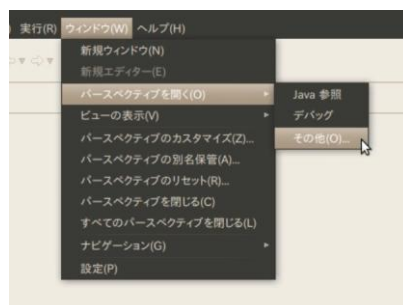 実行(R) ウィンドウ(W) ヘルプ(H)
新規ウィンドウ(N)
新規エディター(E)
パースペクティブを開く(O)
ビューの表示(V)
パースペクティブのカスタマイズ(Z)...
パースペクティブの別名保管(A)...
パースペクティブのリセット(R)...
パースペクティブを閉じる(C)
すべてのパースペクティブを閉じる(L)
ナビゲーション(G)
設定(P)
Java 参照
デバッグ
その他(O)...